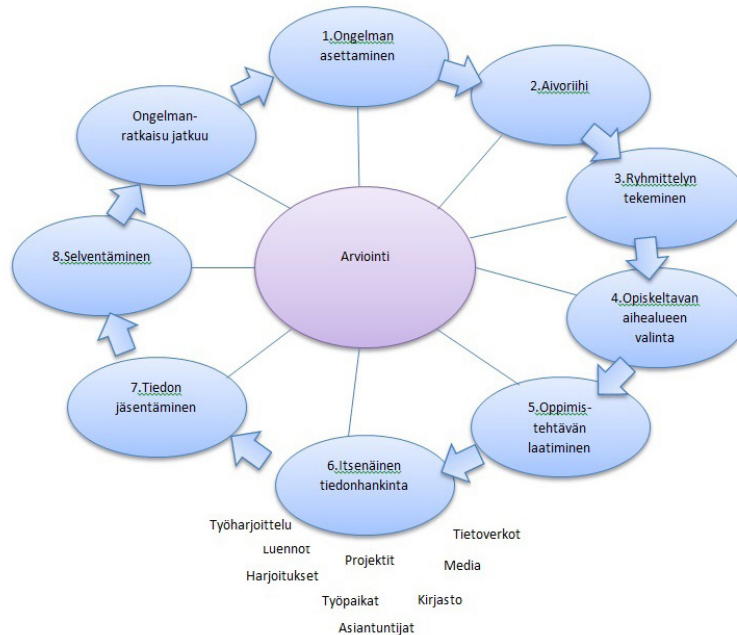 1.Ongelman
asettaminen
2.Aivoriihi
3.Ryhmittelyn
tekeminen
4.Opiskeltavan
aihealueen
valinta
5.Oppimis-
tehtävän
laatiminen
6.Itsenäinen
tiedonhankinta
7.Tiedon
jäsentäminen
8.Selventäminen
Ongelman-
ratkaisu jatkuu
Arviointi
Työharjoittelu
Tietoverkot
Luennot
Projektit
Media
Harjoitukset
Työpaikat
Kirjasto
Asiantuntijat